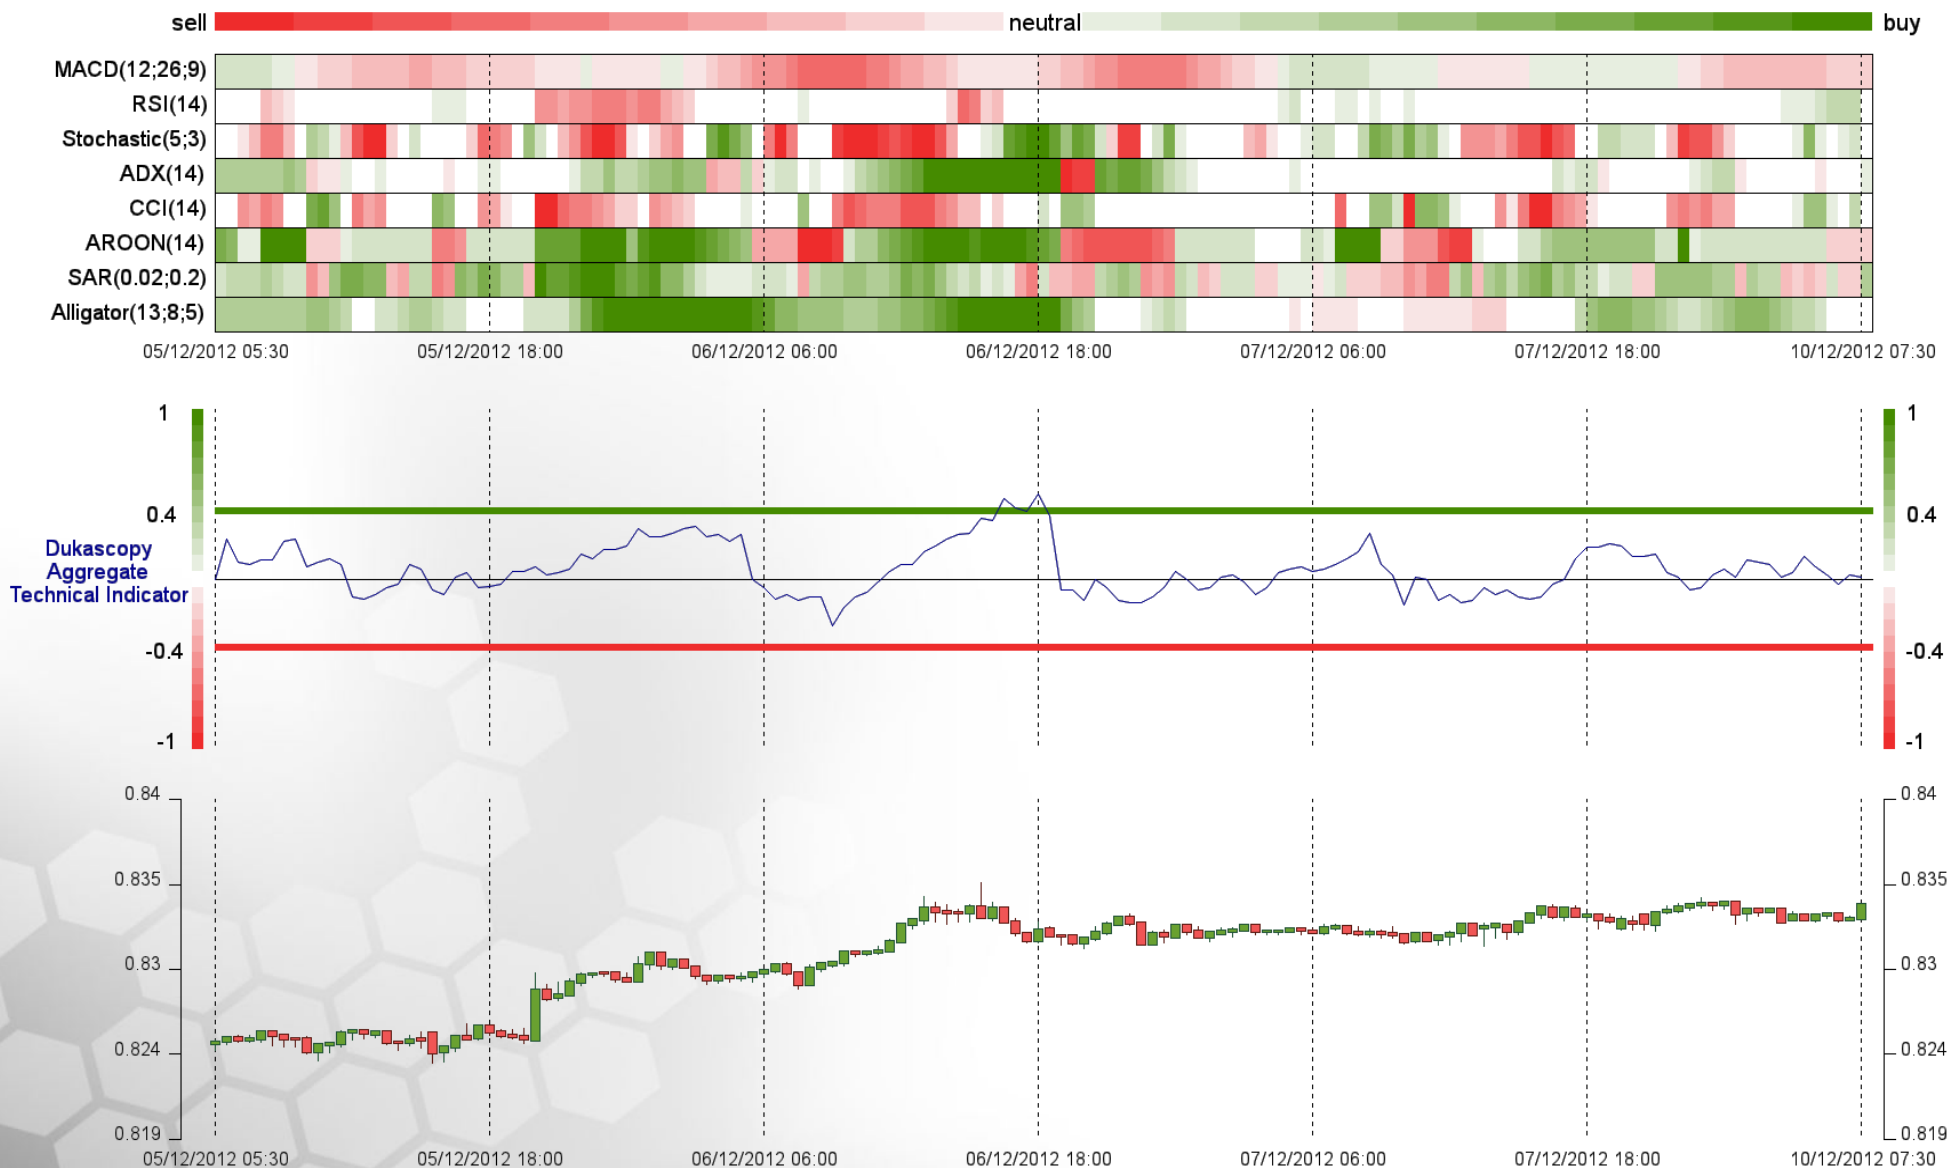 sell neutral buy
MACD(12;26;9)
RSI(14)
Stochastic(5;3)
ADX(14)
CCI(14)
AROON(14)
SAR(0.02;0.2)
Alligator(13;8;5)
05/12/2012 05:30 05/12/2012 18:00 06/12/2012 06:00 06/12/2012 18:00 07/12/2012 06:00 07/12/2012 18:00 10/12/2012 07:30
1 1
0.4 0.4
Dukascopy
Aggregate
Technical Indicator
-0.4 -0.4
-1 -1
0.84 0.84
0.835 0.835
0.83 0.83
0.824 0.824
0.819 0.819
05/12/2012 05:30 05/12/2012 18:00 06/12/2012 06:00 06/12/2012 18:00 07/12/2012 06:00 07/12/2012 18:00 10/12/2012 07:30